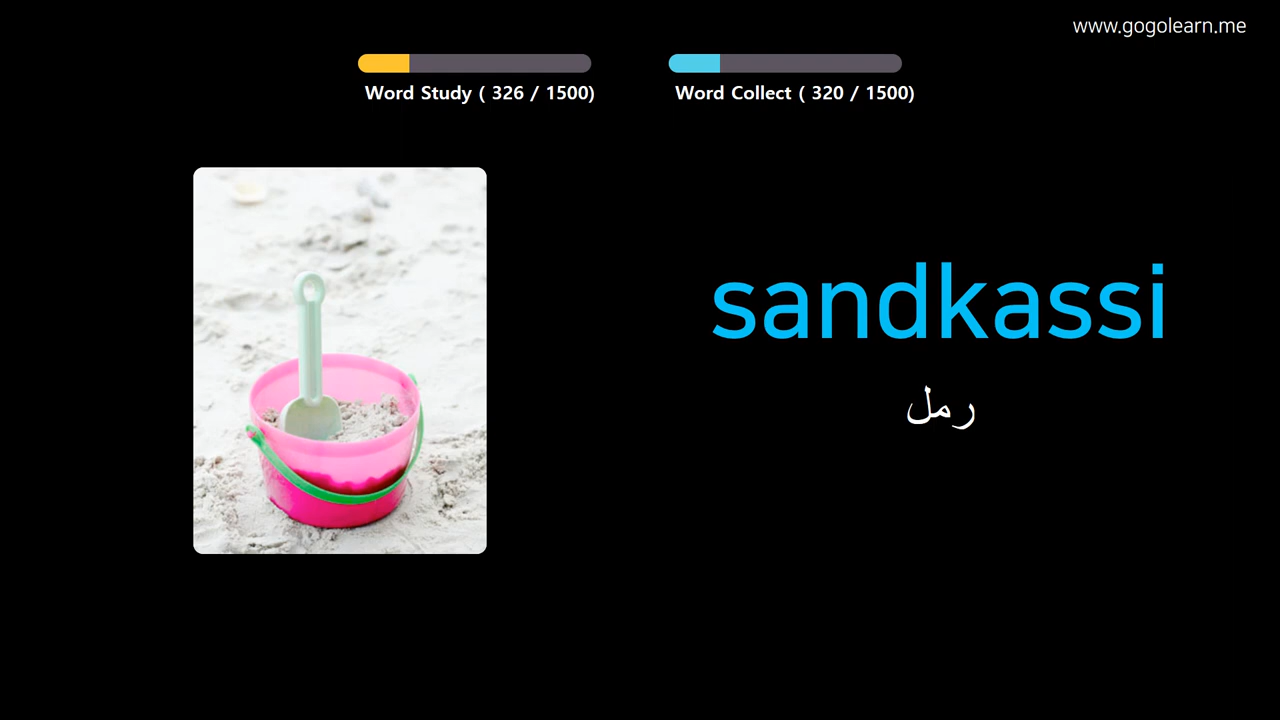 www.gogolearn.me
Word Study ( 326 / 1500)
Word Collect ( 320 / 1500)
sandkassi
رمل